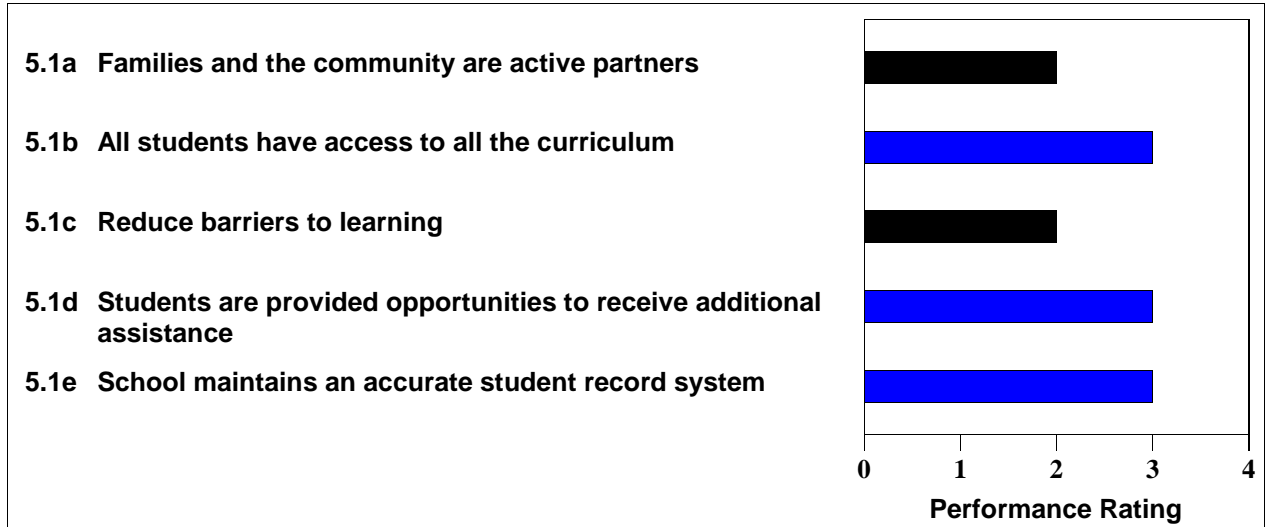 5.1a Families and the community are active partners
5.1b All students have access to all the curriculum
5.1c Reduce barriers to learning
5.1d Students are provided opportunities to receive additional
assistance
5.1e School maintains an accurate student record system
0 1 2 3 4
Performance Rating